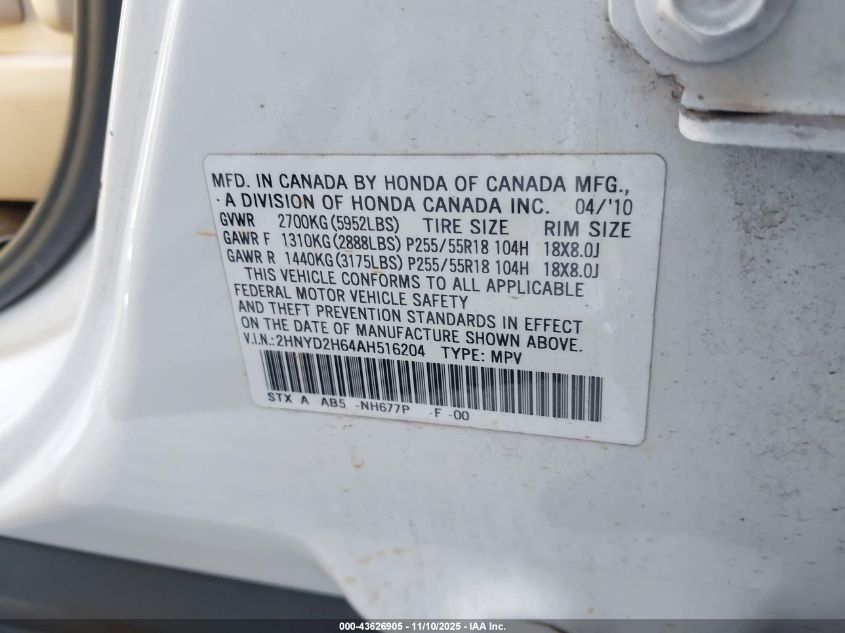 MFD. IN CANADA BY HONDA OF CANADA MFG.,
A DIVISION OF HONDA CANADA INC. 04/'10
GVWR 2700KG(5952LBS) TIRE SIZE RIM SIZE
GAWR F 1310KG(2888LBS)P255/55R18 104H 18X8.0J
GAWR R 1440KG(3175LBS)P255/55R18 104H 18X8.0J
THIS VEHICLE CONFORMS TO ALL APPLICABLE
FEDERAL MOTOR VEHICLE SAFETY
AND THEFT PREVENTION STANDARDS IN EFFECT
ON THE DATE OF MANUFACTURE SHOWN ABOVE.
V.I.N.:2HNYD2H64AH516204 TYPE: MPV
STX A AB5 -NH677P -F -00
000-43626905 - 11/10/2025 - IAA Inc.